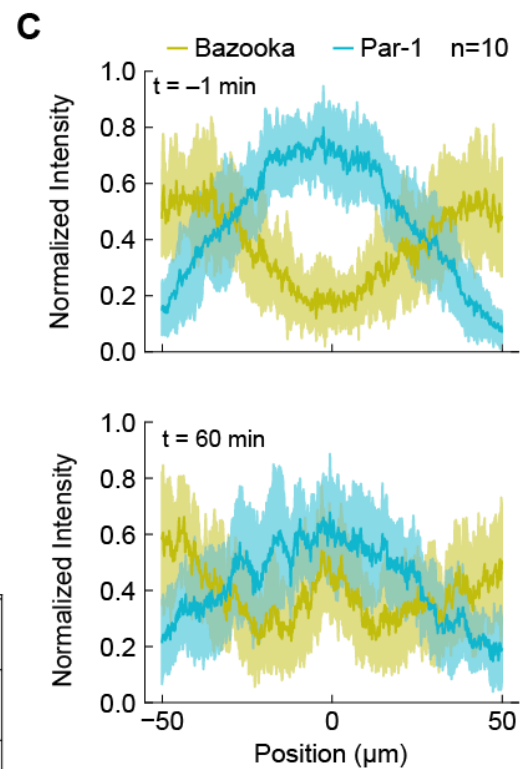 C
Bazooka Par-1 n=10
t = –1 min
1.0
0.8
0.6
0.4
0.2
0.0
Normalized Intensity
t = 60 min
1.0
0.8
0.6
0.4
0.2
0.0
Normalized Intensity
–50 0 50
Position (μm)